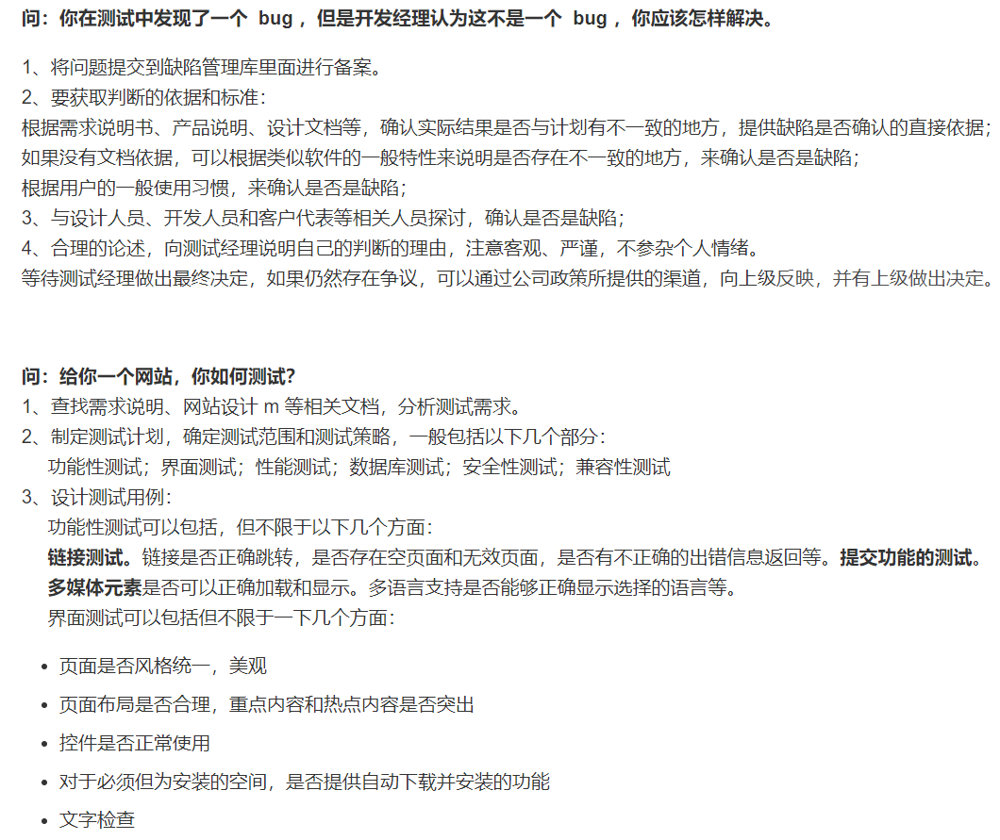 问：你在测试中发现了一个 bug ，但是开发经理认为这不是一个 bug ，你应该怎样解决。
1、将问题提交到缺陷管理库里面进行备案。
2、要获取判断的依据和标准：
根据需求说明书、产品说明、设计文档等，确认实际结果是否与计划有不一致的地方，提供缺陷是否确认的直接依据；
如果没有文档依据，可以根据类似软件的一般特性来说明是否存在不一致的地方，来确认是否是缺陷；
根据用户的一般使用习惯，来确认是否是缺陷；
3、与设计人员、开发人员和客户代表等相关人员探讨，确认是否是缺陷；
4、合理的论述，向测试经理说明自己的判断的理由，注意客观、严谨，不参杂个人情绪。
等待测试经理做出最终决定，如果仍然存在争议，可以通过公司政策所提供的渠道，向上级反映，并有上级做出决定。
问：给你一个网站，你如何测试？
1、查找需求说明、网站设计 m 等相关文档，分析测试需求。
2、制定测试计划，确定测试范围和测试策略，一般包括以下几个部分：
功能性测试；界面测试；性能测试；数据库测试；安全性测试；兼容性测试
3、设计测试用例：
功能性测试可以包括，但不限于以下几个方面：
链接测试。链接是否正确跳转，是否存在空页面和无效页面，是否有不正确的出错信息返回等。提交功能的测试。
多媒体元素是否可以正确加载和显示。多语言支持是否能够正确显示选择的语言等。
界面测试可以包括但不限于一下几个方面：
• 页面是否风格统一，美观
• 页面布局是否合理，重点内容和热点内容是否突出
• 控件是否正常使用
• 对于必须但为安装的空间，是否提供自动下载并安装的功能
• 文字检查